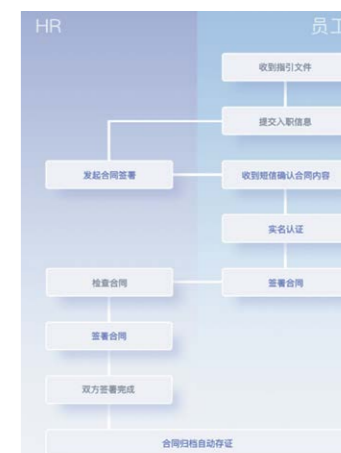 HR
员工
收到指引文件
提交入职信息
发起合同签署
收到短信确认合同内容
实名认证
检查合同
签署合同
签署合同
双方签署完成
合同归档自动存证